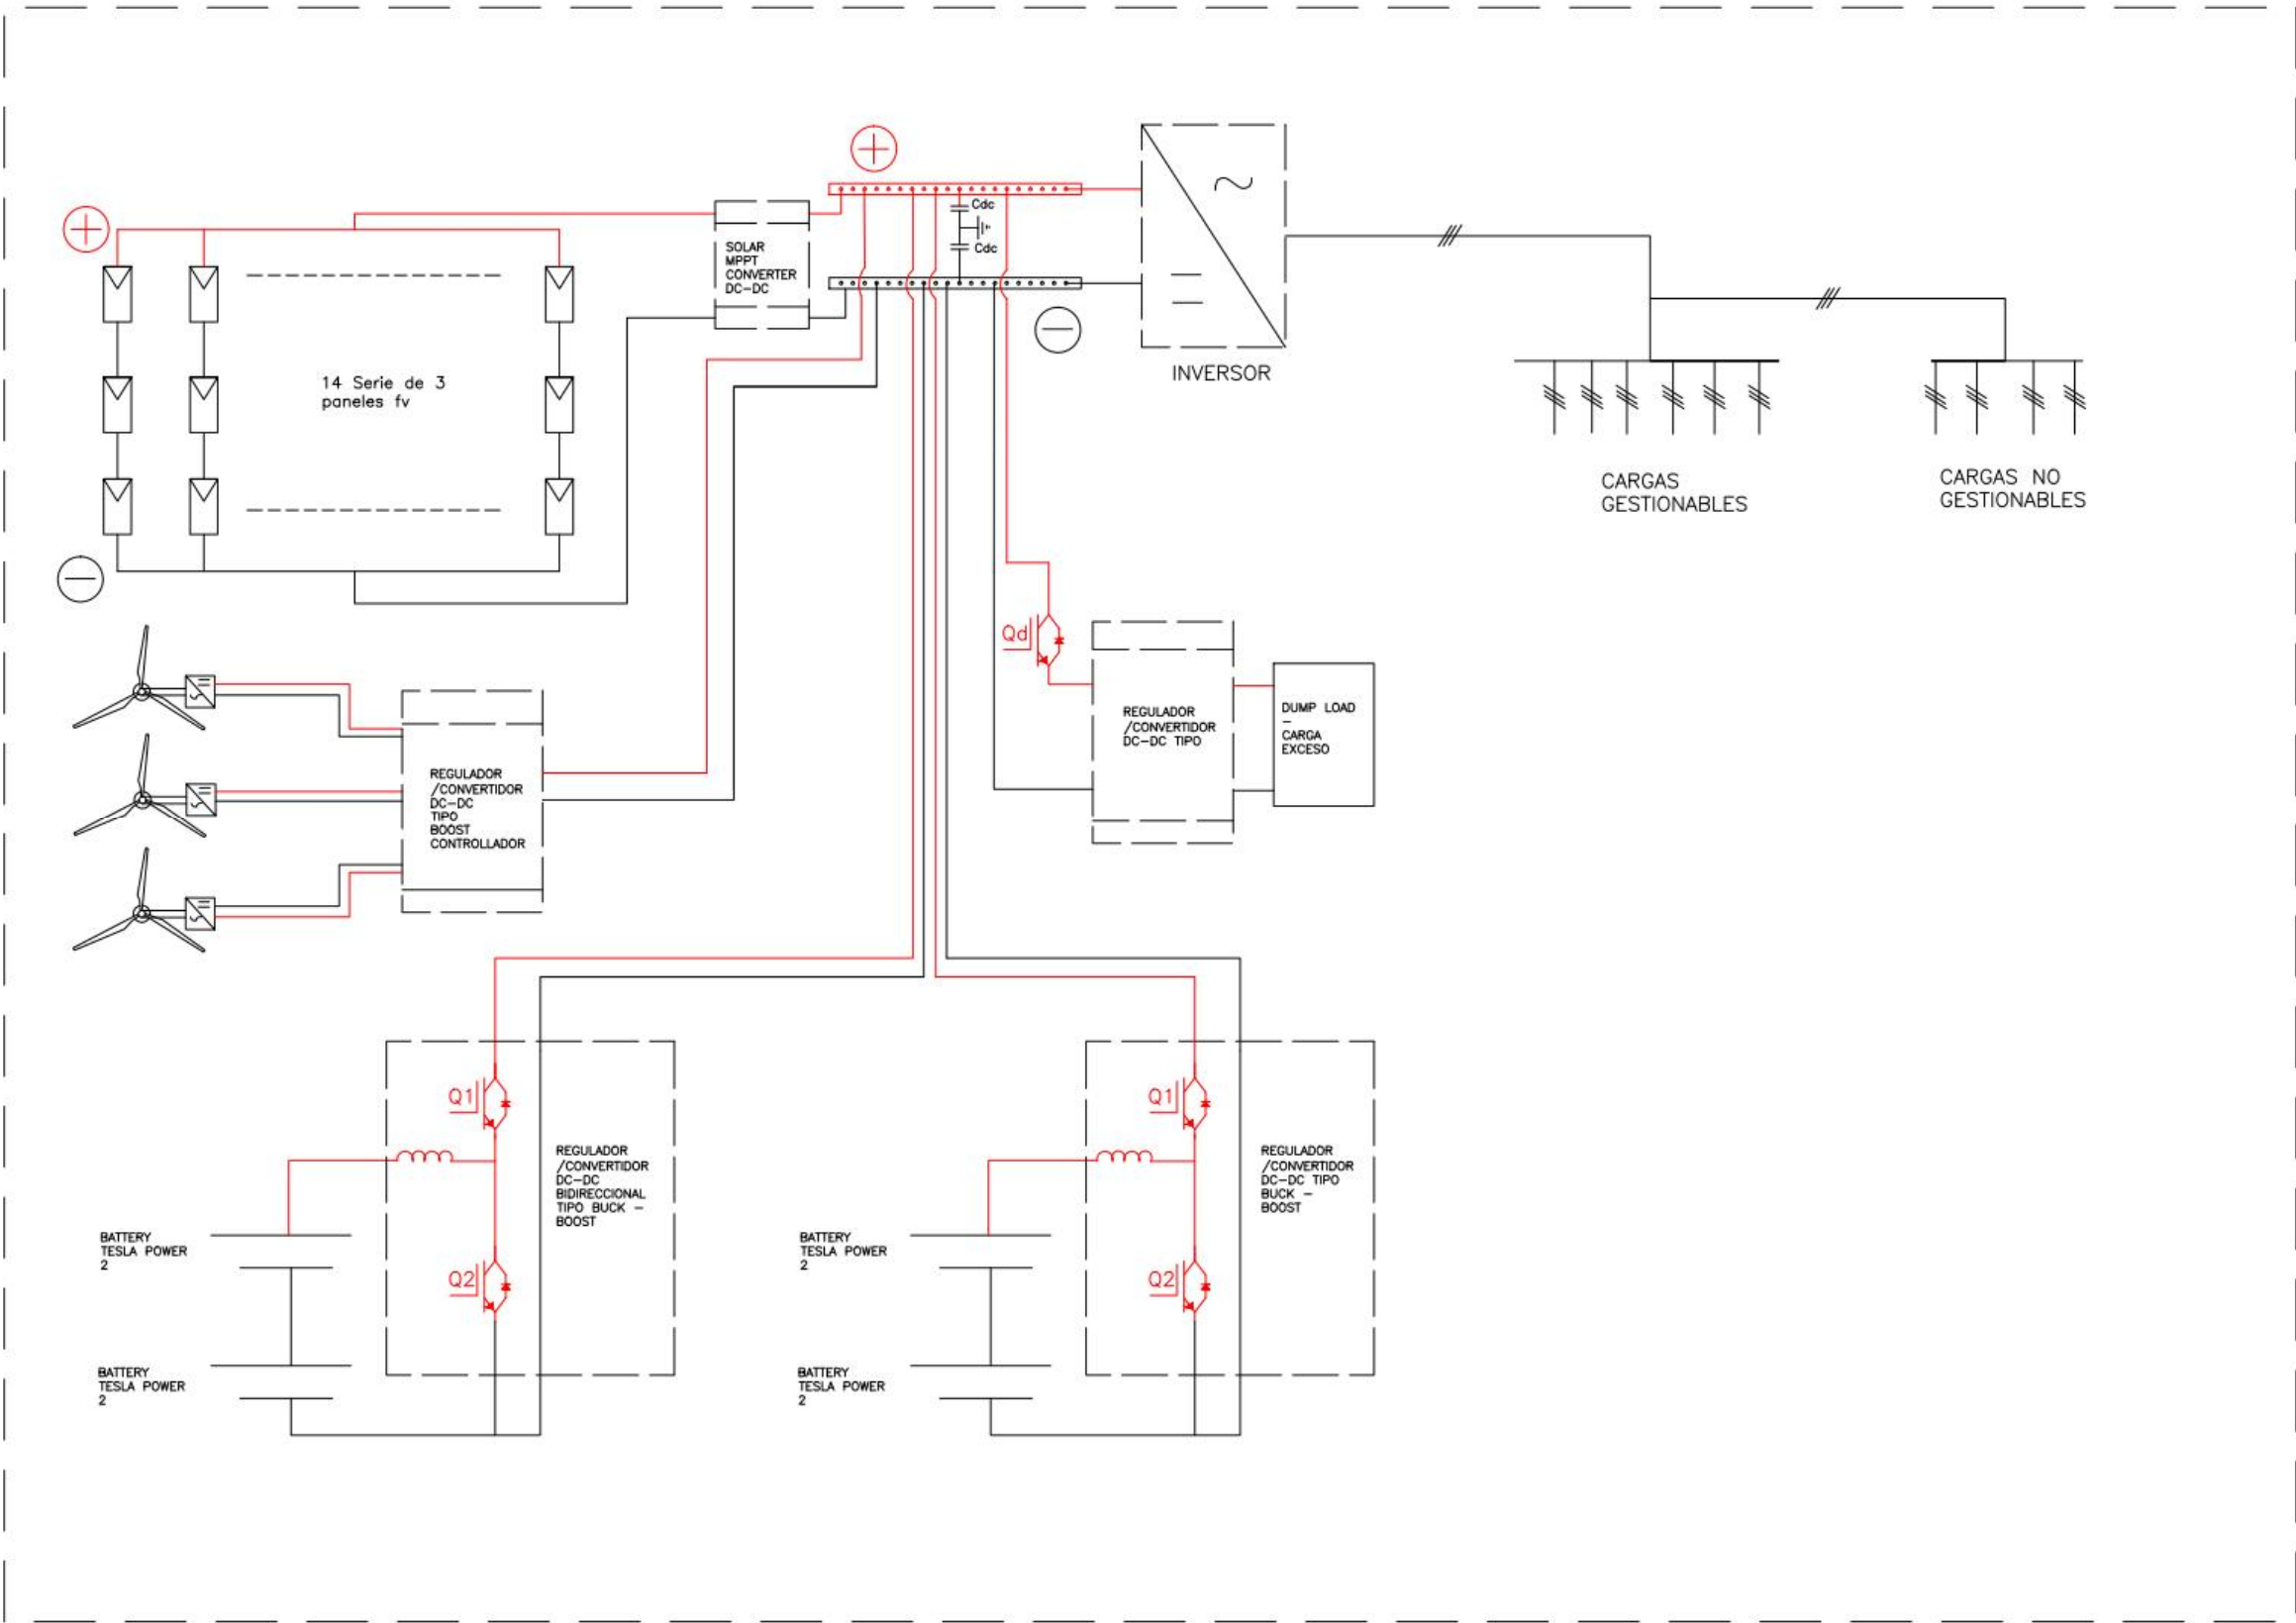 Cdc
Cdc
SOLAR
MPPT
CONVERTER
DC-DC
INVERSOR
14 Serie de 3
paneles fv
CARGAS
GESTIONABLES
CARGAS NO
GESTIONABLES
Qd
REGULADOR
/CONVERTIDOR
DC-DC TIPO
DUMP LOAD
-
CARGA
EXCESO
REGULADOR
/CONVERTIDOR
DC-DC
TIPO
BOOST
CONTROLLADOR
Q1
REGULADOR
/CONVERTIDOR
DC-DC
BIDIRECCIONAL
TIPO BUCK -
BOOST
Q2
BATTERY
TESLA POWER
2
BATTERY
TESLA POWER
2
Q1
REGULADOR
/CONVERTIDOR
DC-DC TIPO
BUCK -
BOOST
Q2
BATTERY
TESLA POWER
2
BATTERY
TESLA POWER
2